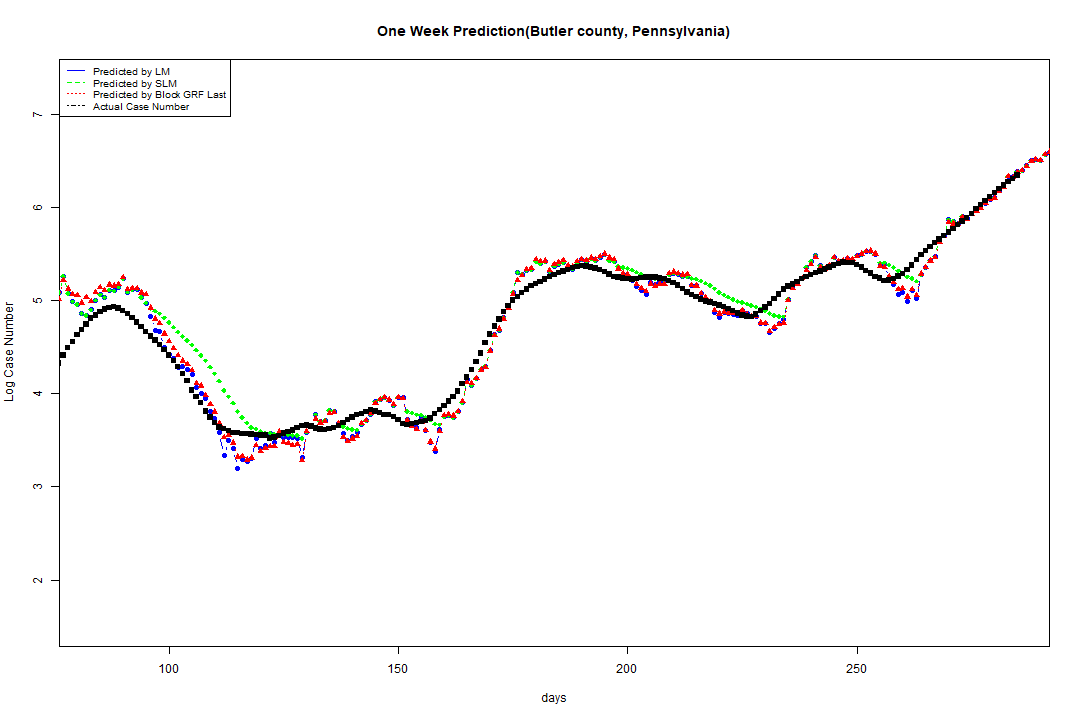 One Week Prediction(Butler county, Pennsylvania)
Predicted by LM
Predicted by SLM
Predicted by Block GRF Last
Actual Case Number
Log Case Number
7
6
5
4
3
2
100 150 200 250
days